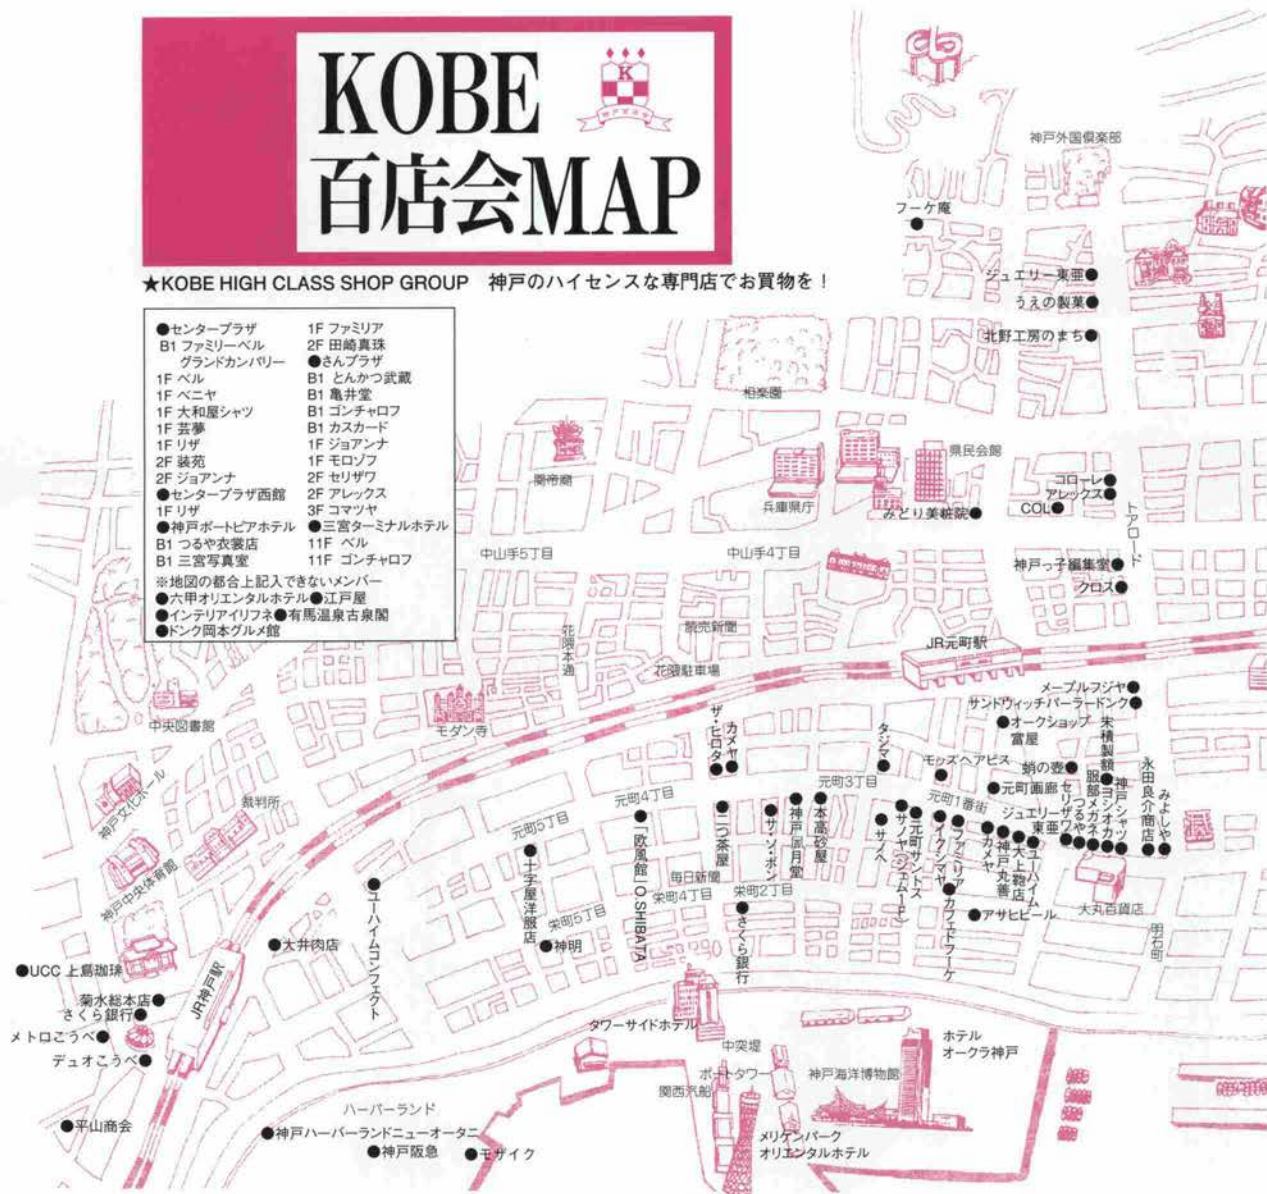 KOBE
百店会MAP
K
神戸百店会
★KOBE HIGH CLASS SHOP GROUP 神戸のハイセンスな専門店でお買物を！
●センタープラザ
B1 ファミリーベル
グランドカンパリー
1F ベル
1F ベニヤ
1F 大和屋シャツ
1F 芸夢
1F リザ
2F 装苑
2F ジョアンナ
●センタープラザ西館
1F リザ
●神戸ポートピアホテル
B1 つるや衣裳店
B1 三宮写真室
1F ファミリア
2F 田崎真珠
●さんプラザ
B1 とんかつ武蔵
B1 亀井堂
B1 ゴンチャロフ
B1 カスカード
1F ジョアンナ
1F モロゾフ
2F セリザワ
2F アレックス
3F コマツヤ
●三宮ターミナルホテル
11F ベル
11F ゴンチャロフ
※地図の都合上記入できないメンバー
●六甲オリエンタルホテル●江戸屋
●インテリアイリフネ●有馬温泉古泉閣
●ドンク岡本グルメ館
神戸外国倶楽部
フーケ庵
ジュエリー東亜●
うえの製菓●
北野工房のまち●
相楽園
関帝廟
県民会館
兵庫県庁
みどり美粧院●
コローレ●
アレックス●
COL●
トアロード
中山手5丁目
中山手4丁目
神戸っ子編集室●
クロス●
読売新聞
花隈本通
花隈駐車場
JR元町駅
中央図書館
モダン寺
メープルフジヤ●
サンドウィッチパーラードンク●
●オークショップ
富屋
末積製額●
ザ・ヒロタ●
カメヤ●
タジマ●
モッズヘアビス
●
蛸の壺●
●元町画廊
永田良介商店●
みよしや●
神戸文化ホール
裁判所
元町3丁目
元町4丁目
元町5丁目
元町1番街
ジュエリー
東亜●
セリザワ●
つるや●
服部メガネ●
ヨシオカ●
神戸シャツ●
●二つ茶屋
●サン・ボン
●神戸凮月堂
●本高砂屋
●サノヘ
●サノヤ(ジェム1F)
●元町サントス
●イクシマヤ
●ファミリア
●カメヤ
●神戸丸善
●大上鞄店
●ユーハイム
大丸百貨店
明石町
神戸中央体育館
●十字屋洋服店
●「欧風館」O.SHIBATA
毎日新聞
栄町2丁目
栄町4丁目
栄町5丁目
●さくら銀行
●カフェドフーケ
●アサヒビール
●ユーハイムコンフェクト
●大井肉店
●神明
●UCC 上島珈琲
JR神戸駅
菊水総本店●
さくら銀行●
メトロこうべ●
デュオこうべ●
タワーサイドホテル
中突堤
ポートタワー
関西汽船
神戸海洋博物館
ホテル
オークラ神戸
●平山商会
ハーバーランド
●神戸ハーバーランドニューオータニ
●神戸阪急
●モザイク
メリケンパーク
オリエンタルホテル